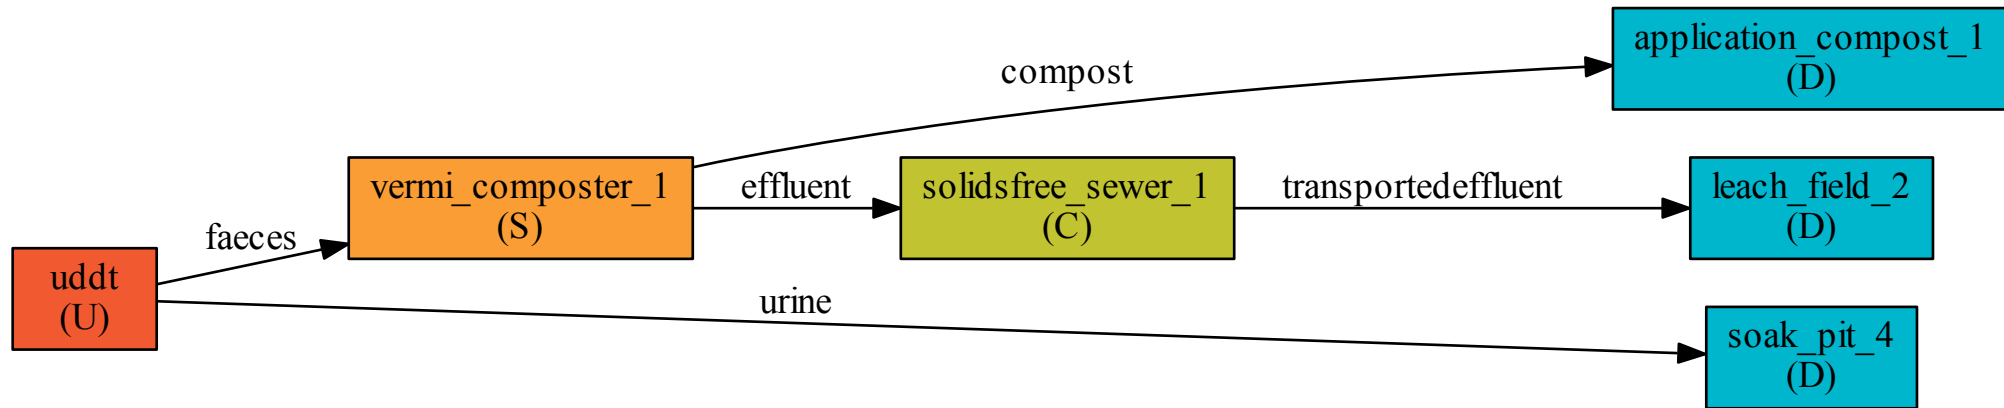 application_compost_1
(D)
compost
vermi_composter_1
(S)
effluent
solidsfree_sewer_1
(C)
transportedeffluent
leach_field_2
(D)
faeces
uddt
(U)
urine
soak_pit_4
(D)